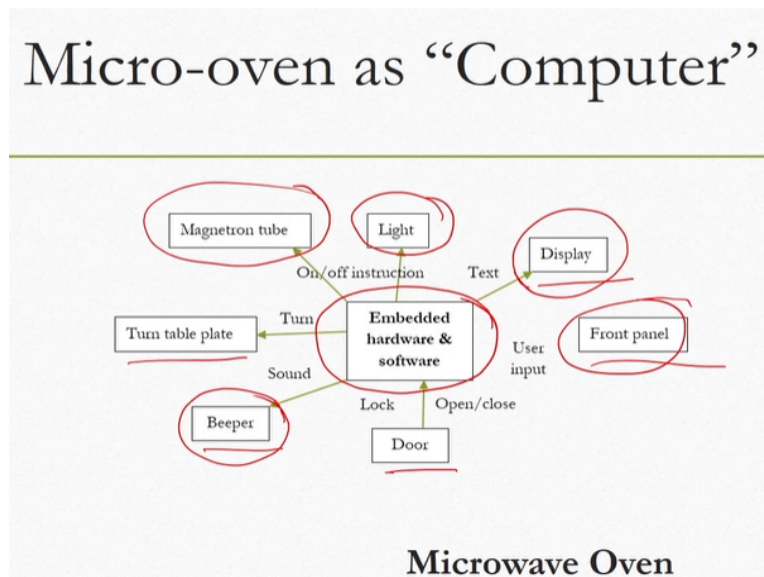 Micro-oven as “Computer”
Magnetron tube
Light
Display
On/off instruction
Text
Turn
Embedded
hardware &
software
Turn table plate
Front panel
User
input
Sound
Lock
Open/close
Beeper
Door
Microwave Oven